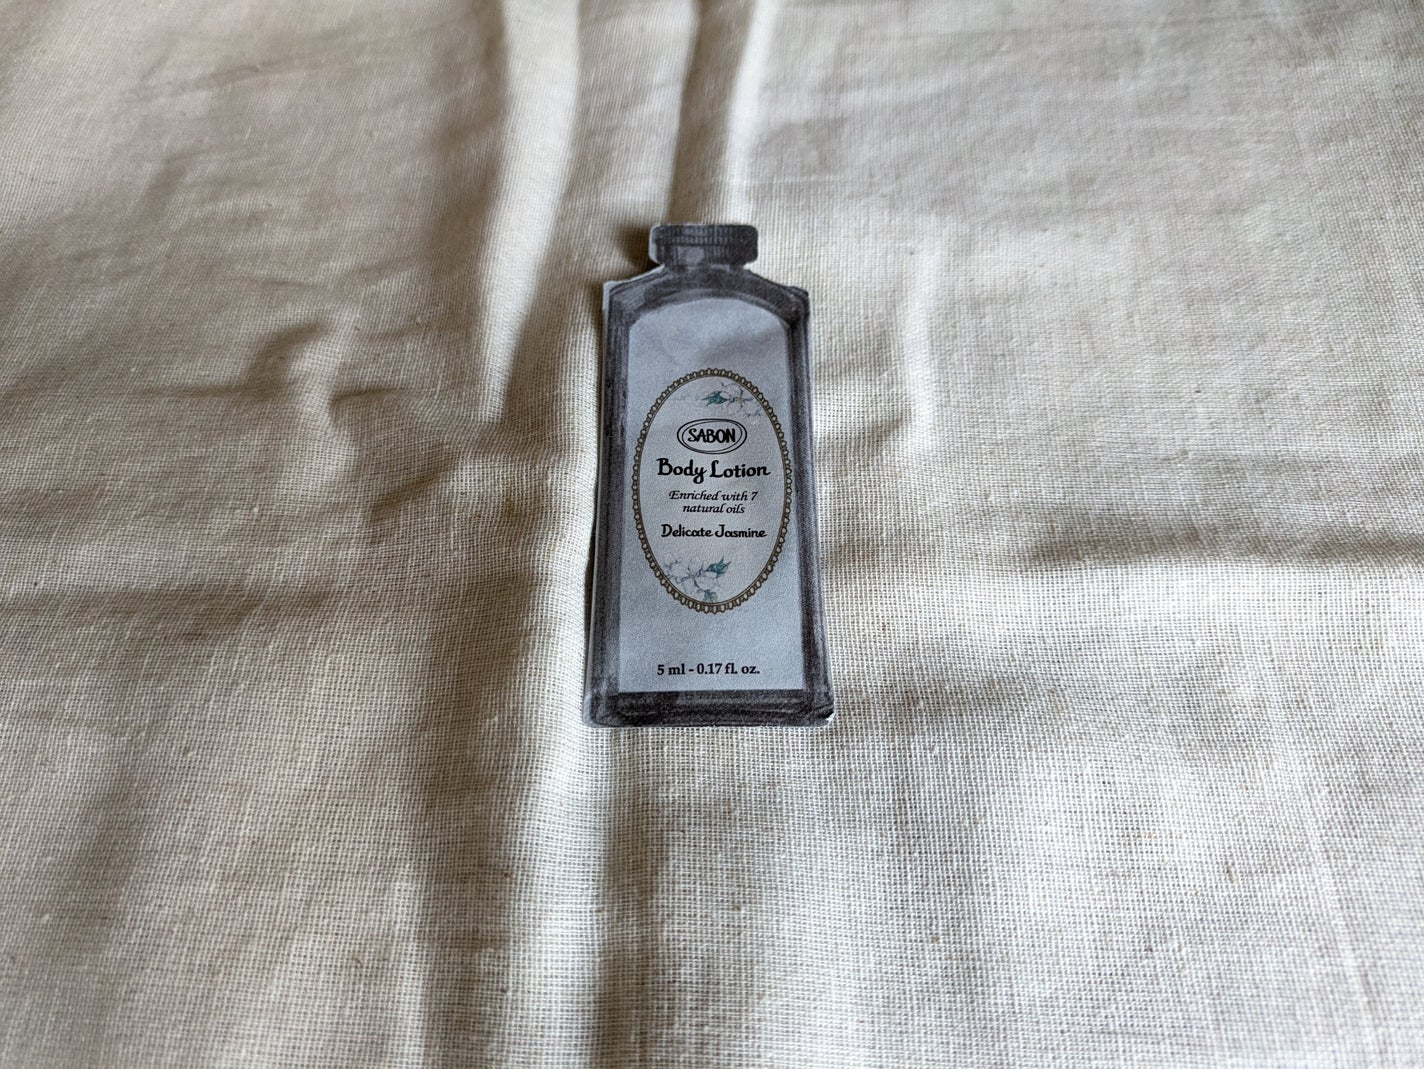 SABON
Body Lotion
Enriched with 7
natural oils
Delicate Jasmine
5 ml - 0.17 fl. oz.